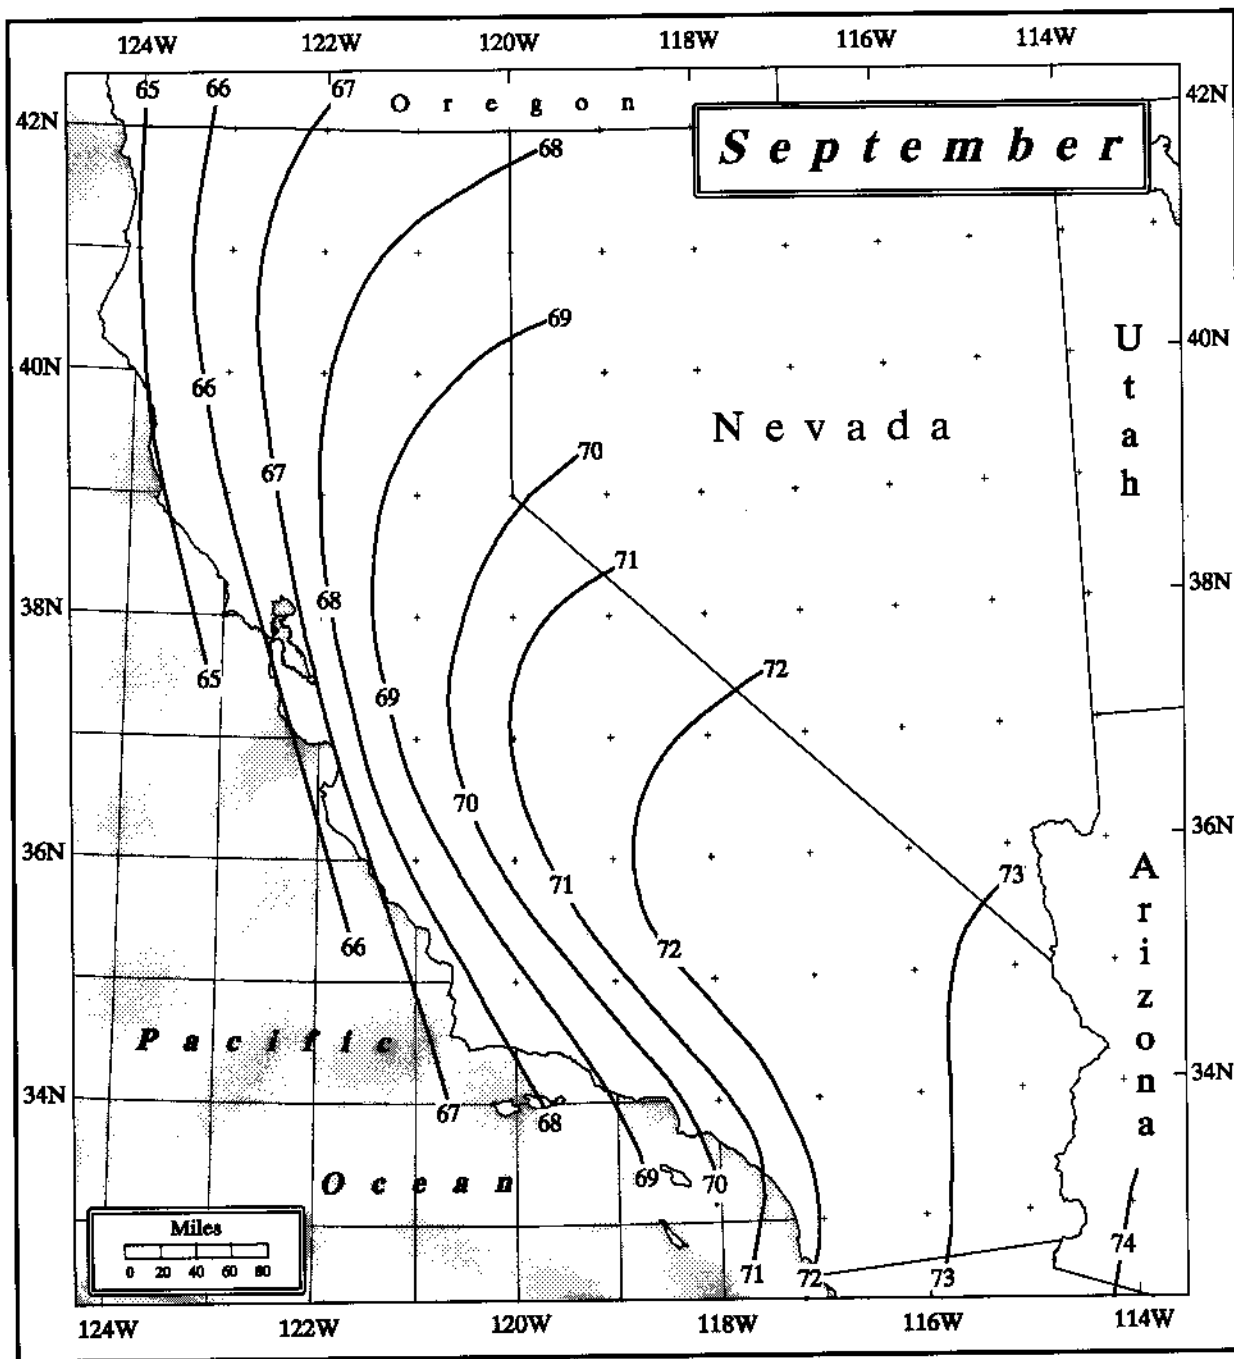 124W 122W 120W 118W 116W 114W
65 66 67
O r e g o n
42N 42N
September
68
69
U
t
a
h
40N 40N
66
Nevada
70
67
71
38N 38N
68
65
72
69
70
36N 36N
73
71
A
r
i
z
o
n
a
66
72
Pacific
34N 34N
67
68
69
70
Ocean
Miles
0 20 40 60 80
71
72
73
74
124W 122W 120W 118W 116W 114W